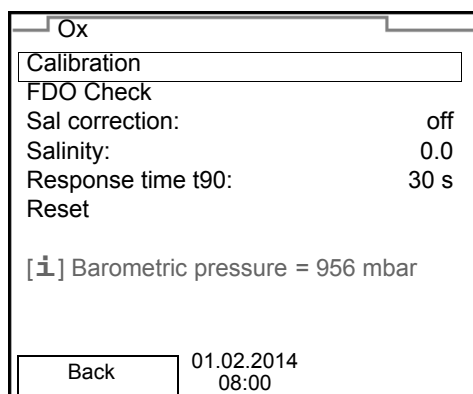 Ox
Calibration
FDO Check
Sal correction: off
Salinity: 0.0
Response time t90: 30 s
Reset
[i] Barometric pressure = 956 mbar
Back
01.02.2014
08:00